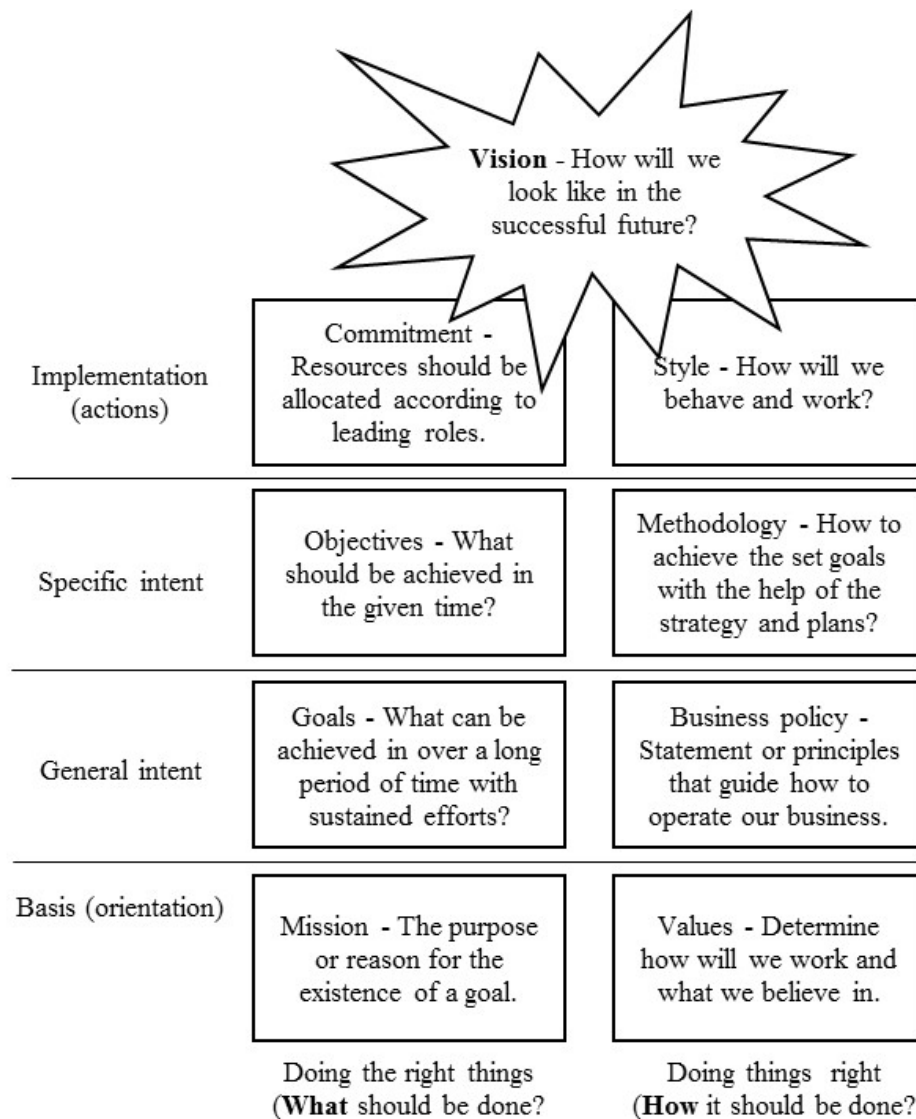 Vision - How will we
look like in the
successful future?
Implementation
(actions)
Commitment -
Resources should be
allocated according to
leading roles.
Style - How will we
behave and work?
Specific intent
Objectives - What
should be achieved in
the given time?
Methodology - How to
achieve the set goals
with the help of the
strategy and plans?
General intent
Goals - What can be
achieved in over a long
period of time with
sustained efforts?
Business policy -
Statement or principles
that guide how to
operate our business.
Basis (orientation)
Mission - The purpose
or reason for the
existence of a goal.
Values - Determine
how will we work and
what we believe in.
Doing the right things
(What should be done?
Doing things right
(How it should be done?